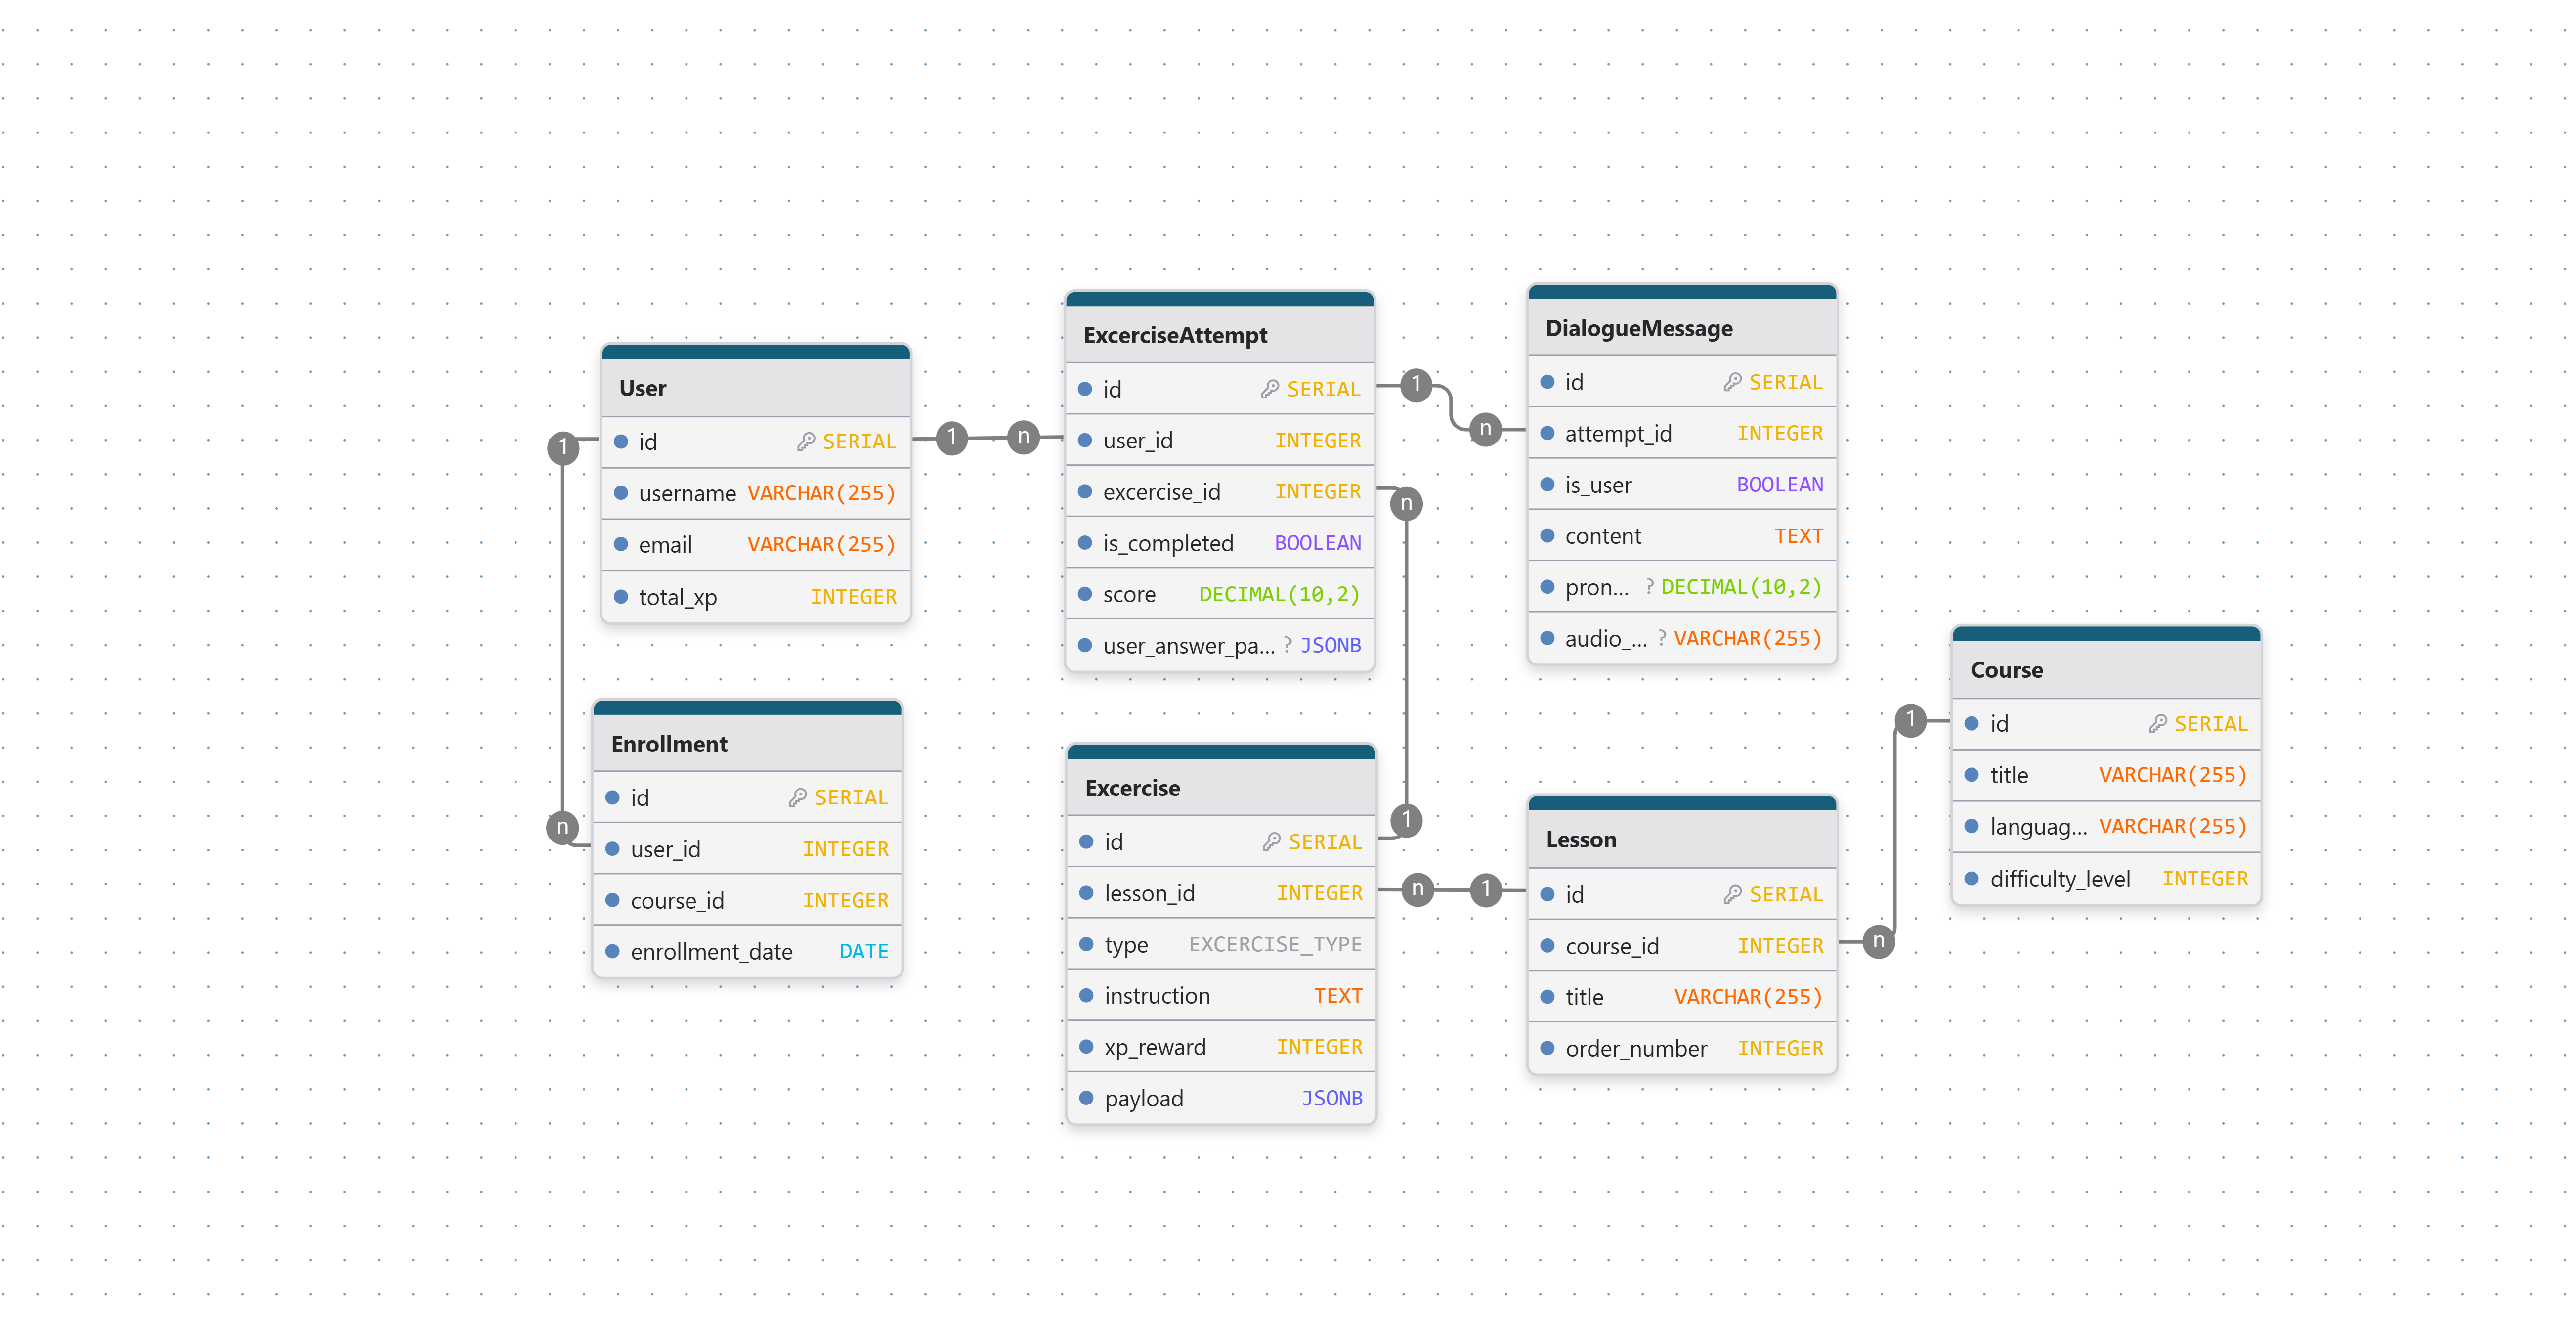 User
id SERIAL
username VARCHAR(255)
email VARCHAR(255)
total_xp INTEGER
1
n
1
n
Enrollment
id SERIAL
user_id INTEGER
course_id INTEGER
enrollment_date DATE
ExcerciseAttempt
id SERIAL
user_id INTEGER
excercise_id INTEGER
is_completed BOOLEAN
score DECIMAL(10,2)
user_answer_pa... ? JSONB
1
n
n
1
Excercise
id SERIAL
lesson_id INTEGER
type EXCERCISE_TYPE
instruction TEXT
xp_reward INTEGER
payload JSONB
n
1
DialogueMessage
id SERIAL
attempt_id INTEGER
is_user BOOLEAN
content TEXT
pron... ? DECIMAL(10,2)
audio_... ? VARCHAR(255)
Lesson
id SERIAL
course_id INTEGER
title VARCHAR(255)
order_number INTEGER
1
n
Course
id SERIAL
title VARCHAR(255)
languag... VARCHAR(255)
difficulty_level INTEGER